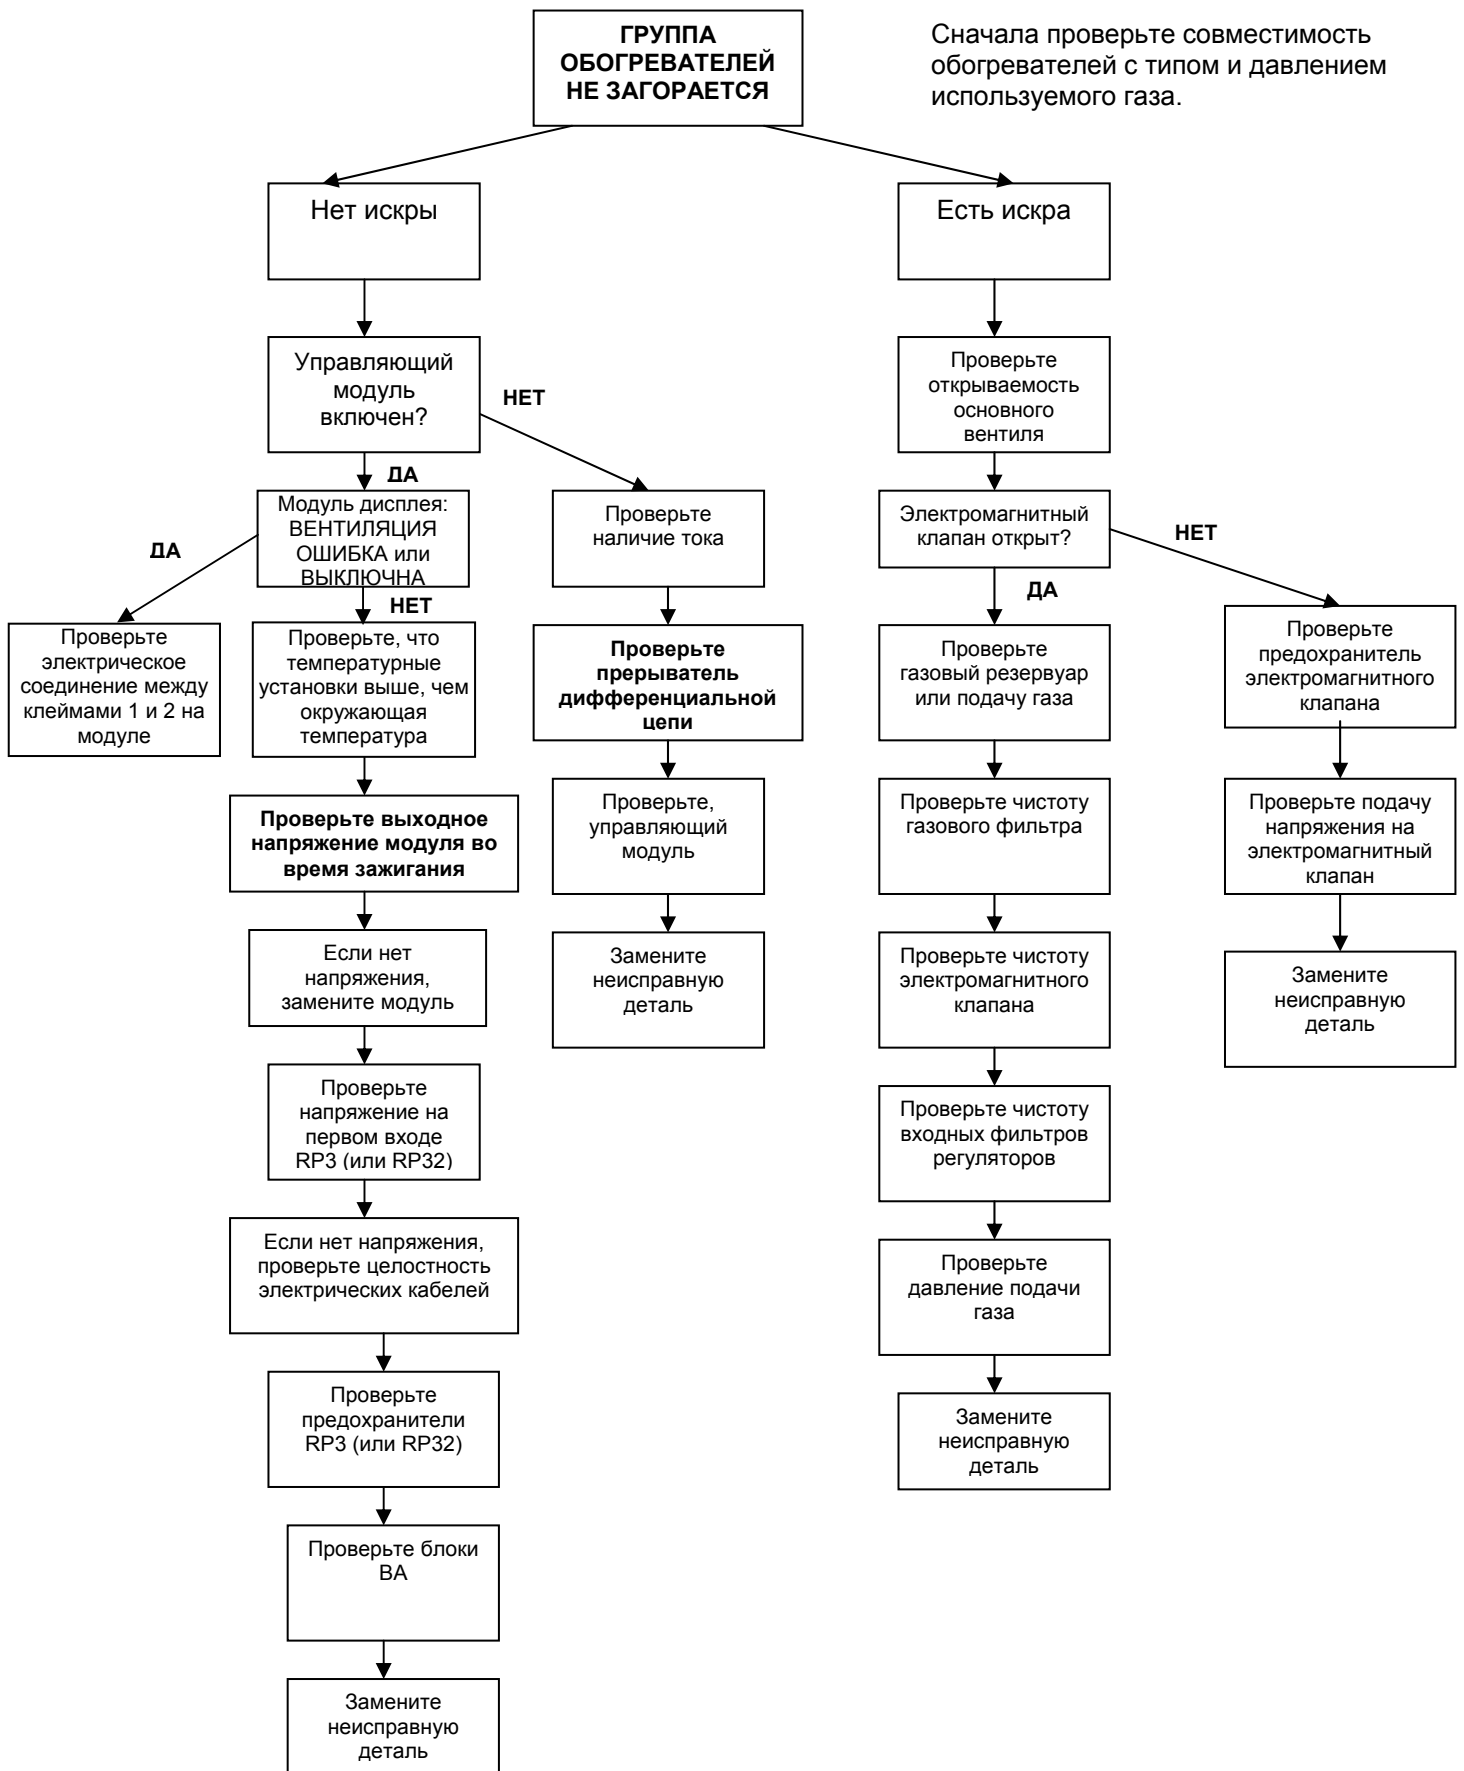 ГРУППА
ОБОГРЕВАТЕЛЕЙ
НЕ ЗАГОРАЕТСЯ
Сначала проверьте совместимость
обогревателей с типом и давлением
используемого газа.
Нет искры
Есть искра
Управляющий
модуль
включен?
НЕТ
ДА
Модуль дисплея:
ВЕНТИЛЯЦИЯ
ОШИБКА или
ВЫКЛЮЧНА
ДА
НЕТ
Проверьте
электрическое
соединение между
клеймами 1 и 2 на
модуле
Проверьте, что
температурные
установки выше, чем
окружающая
температура
Проверьте выходное
напряжение модуля во
время зажигания
Если нет
напряжения,
замените модуль
Проверьте
напряжение на
первом входе
RP3 (или RP32)
Если нет напряжения,
проверьте целостность
электрических кабелей
Проверьте
предохранители
RP3 (или RP32)
Проверьте блоки
ВА
Замените
неисправную
деталь
Проверьте
наличие тока
Проверьте
прерыватель
дифференциальной
цепи
Проверьте,
управляющий
модуль
Замените
неисправную
деталь
Проверьте
открываемость
основного
вентиля
Электромагнитный
клапан открыт?
НЕТ
ДА
Проверьте
газовый резервуар
или подачу газа
Проверьте чистоту
газового фильтра
Проверьте чистоту
электромагнитного
клапана
Проверьте чистоту
входных фильтров
регуляторов
Проверьте
давление подачи
газа
Замените
неисправную
деталь
Проверьте
предохранитель
электромагнитного
клапана
Проверьте подачу
напряжения на
электромагнитный
клапан
Замените
неисправную
деталь